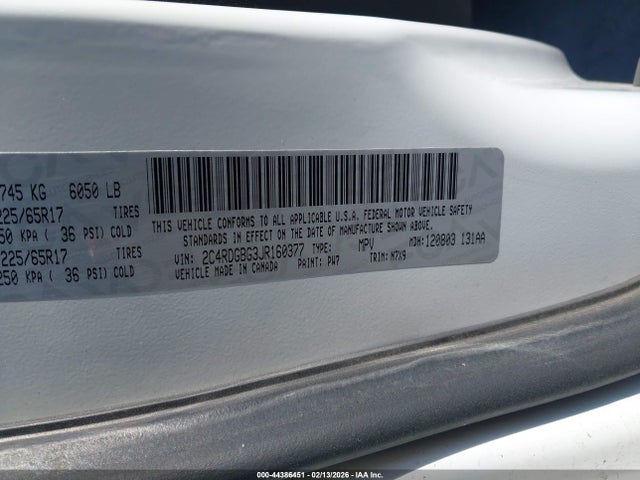 745 KG 6050 LB
225/65R17 TIRES
50 KPA ( 36 PSI) COLD
225/65R17 TIRES
250 KPA ( 36 PSI) COLD
THIS VEHICLE CONFORMS TO ALL APPLICABLE U.S.A. FEDERAL MOTOR VEHICLE SAFETY
STANDARDS IN EFFECT ON THE DATE OF MANUFACTURE SHOWN ABOVE.
VIN: 2C4RDGBG3JR160377 TYPE: MPV MDH:120803 131AA
VEHICLE MADE IN CANADA PAINT: PW7 TRIM: M7X9
00-44386451 - 02/13/2026 - IAA Inc.